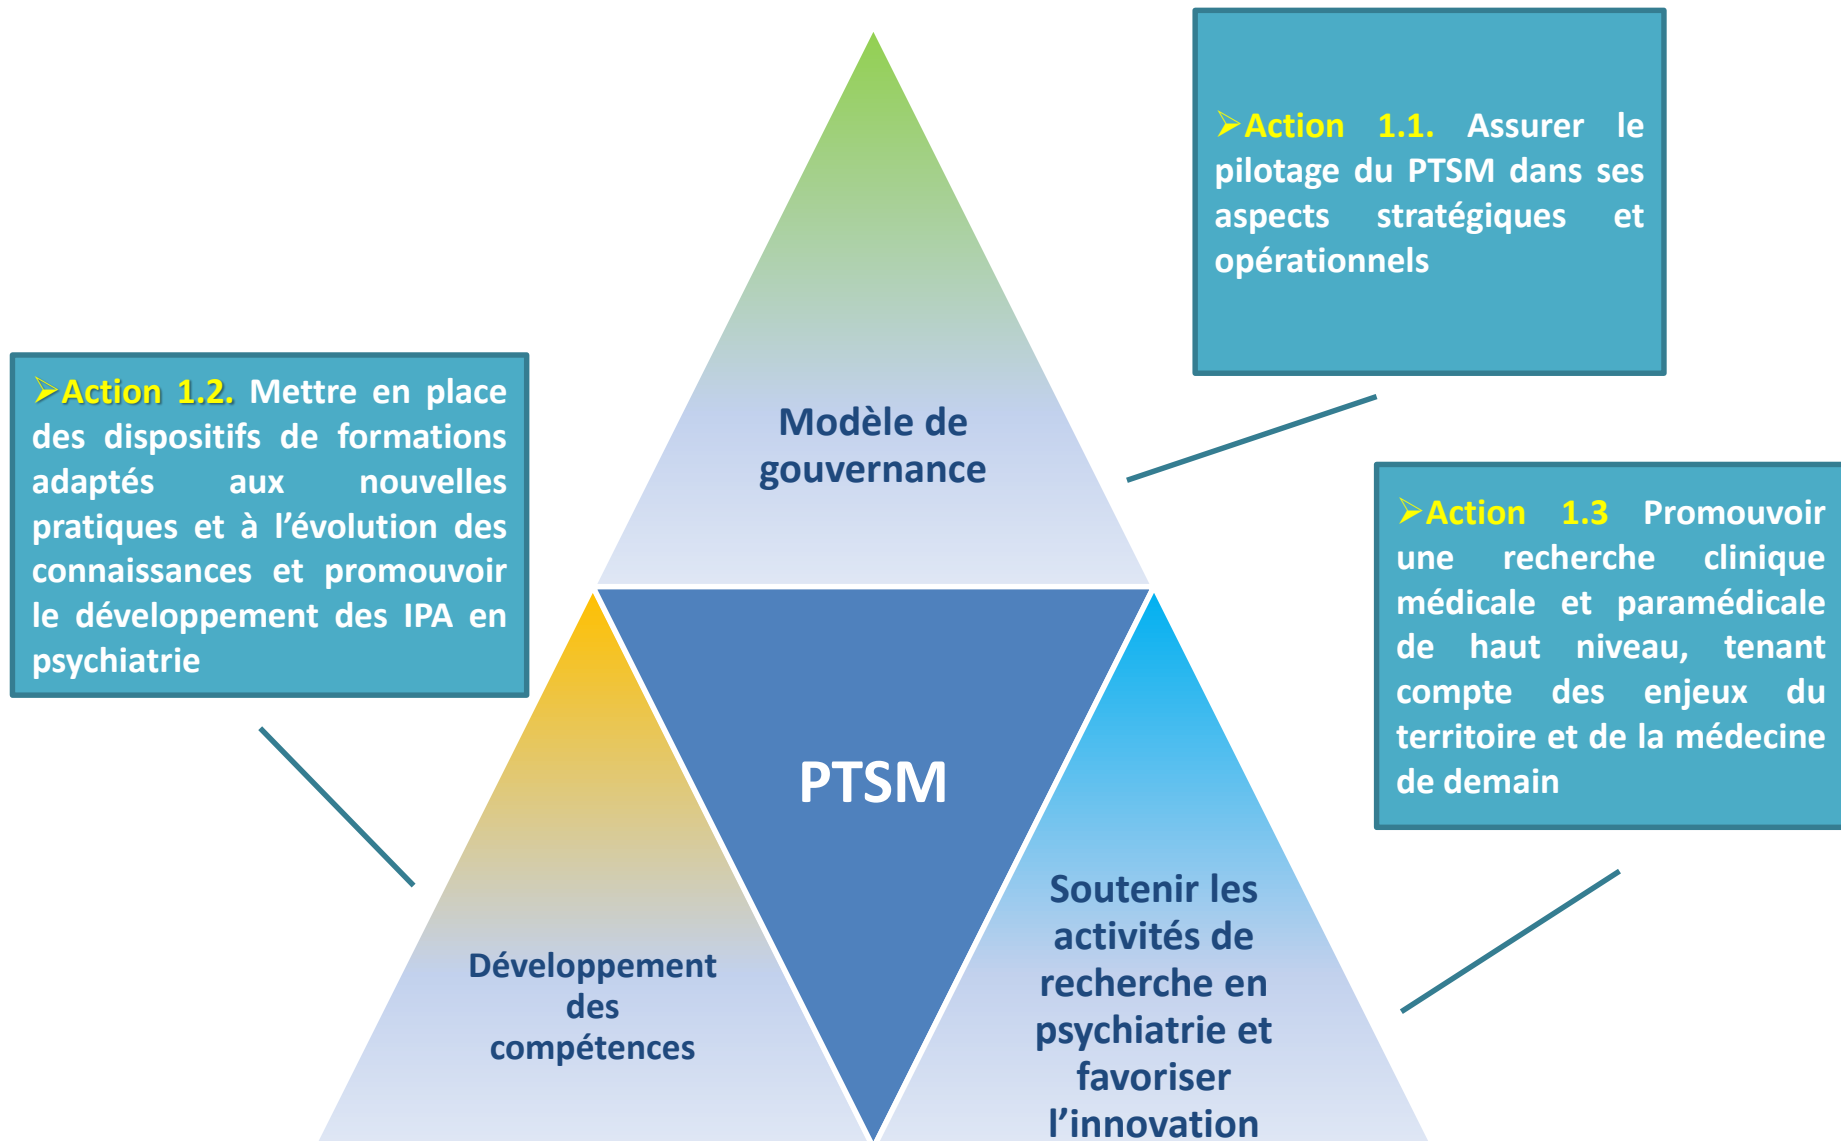 ➢Action 1.1. Assurer le
pilotage du PTSM dans ses
aspects stratégiques et
opérationnels
➢Action 1.2. Mettre en place
des dispositifs de formations
adaptés aux nouvelles
pratiques et à l’évolution des
connaissances et promouvoir
le développement des IPA en
psychiatrie
Modèle de
gouvernance
➢Action 1.3 Promouvoir
une recherche clinique
médicale et paramédicale
de haut niveau, tenant
compte des enjeux du
territoire et de la médecine
de demain
PTSM
Développement
des
compétences
Soutenir les
activités de
recherche en
psychiatrie et
favoriser
l’innovation